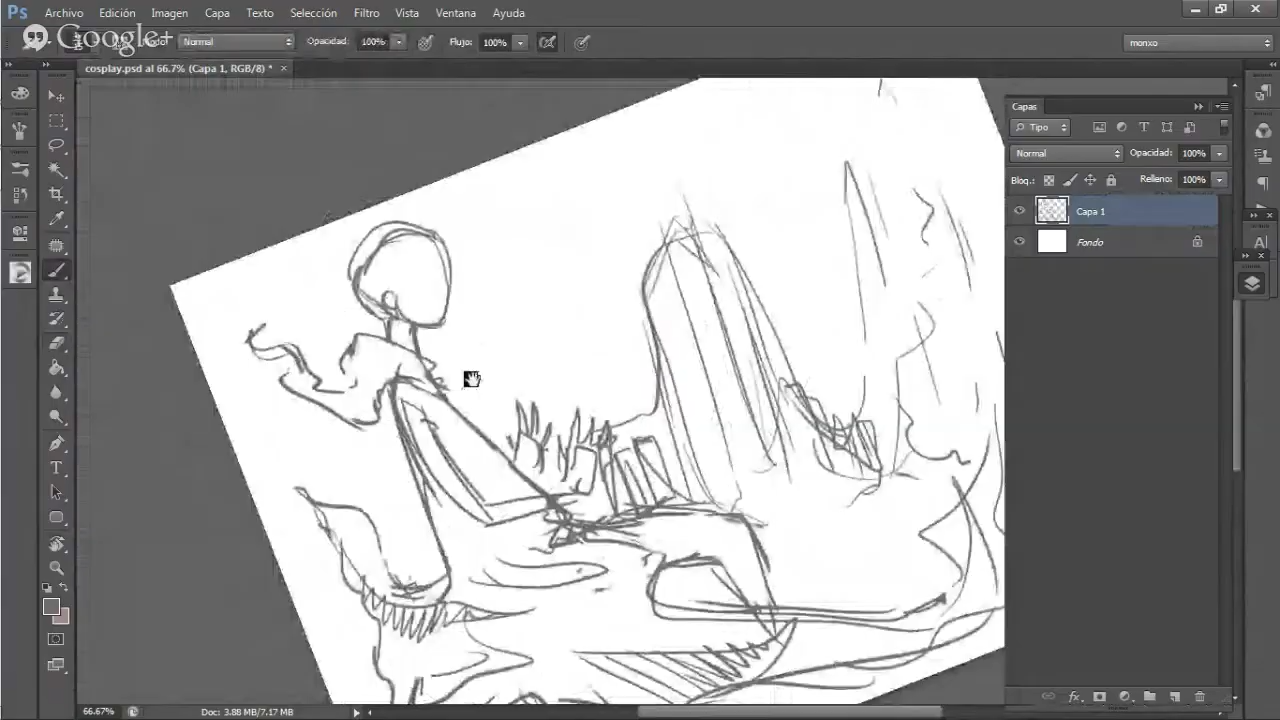 Ps Archivo Edición Imagen Capa Texto Selección Filtro Vista Ventana Ayuda
Google+ Modo: Normal Opacidad: 100% Flujo: 100% monxo
cosplay.psd al 66.7% (Capa 1, RGB/8) * ×
Capas
Tipo
Normal Opacidad: 100%
Bloq.: Relleno: 100%
Capa 1
Fondo
66.67% Doc: 3.88 MB/7.17 MB